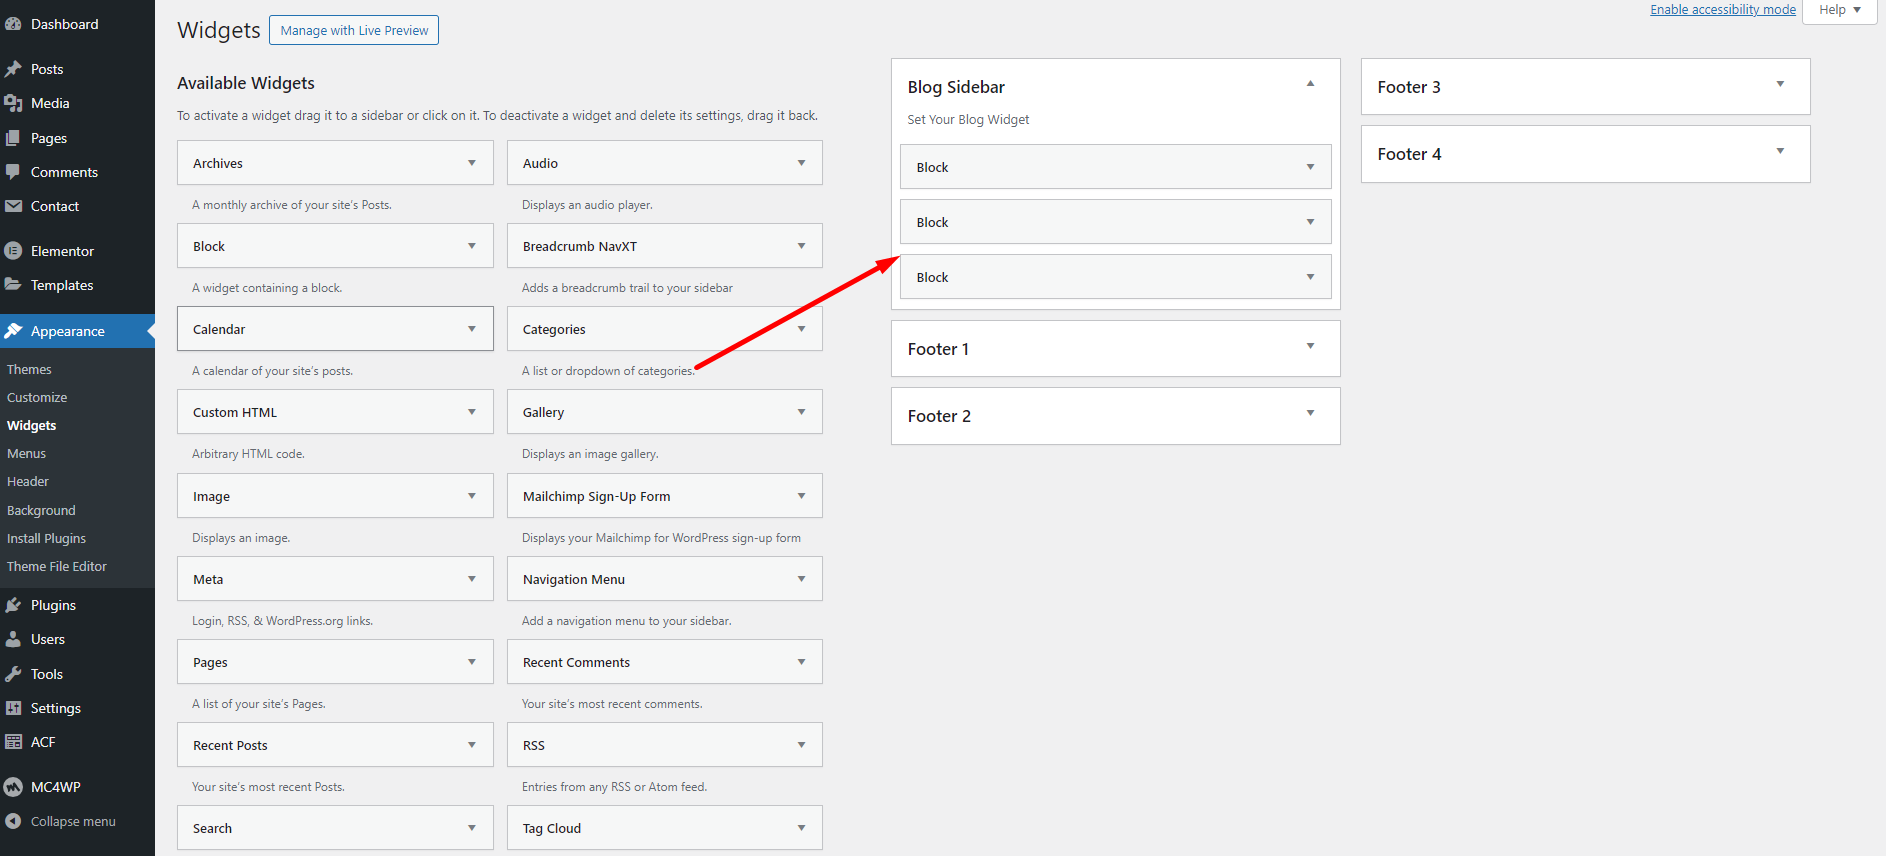 Dashboard
Posts
Media
Pages
Comments
Contact
Elementor
Templates
Appearance
Themes
Customize
Widgets
Menus
Header
Background
Install Plugins
Theme File Editor
Plugins
Users
Tools
Settings
ACF
MC4WP
Collapse menu
Enable accessibility mode
Help
Widgets
Manage with Live Preview
Available Widgets
To activate a widget drag it to a sidebar or click on it. To deactivate a widget and delete its settings, drag it back.
Archives
A monthly archive of your site's Posts.
Audio
Displays an audio player.
Block
A widget containing a block.
Breadcrumb NavXT
Adds a breadcrumb trail to your sidebar
Calendar
A calendar of your site's posts.
Categories
A list or dropdown of categories.
Custom HTML
Arbitrary HTML code.
Gallery
Displays an image gallery.
Image
Displays an image.
Mailchimp Sign-Up Form
Displays your Mailchimp for WordPress sign-up form
Meta
Login, RSS, & WordPress.org links.
Navigation Menu
Add a navigation menu to your sidebar.
Pages
A list of your site's Pages.
Recent Comments
Your site's most recent comments.
Recent Posts
Your site's most recent Posts.
RSS
Entries from any RSS or Atom feed.
Search
Tag Cloud
Blog Sidebar
Set Your Blog Widget
Block
Block
Block
Footer 1
Footer 2
Footer 3
Footer 4